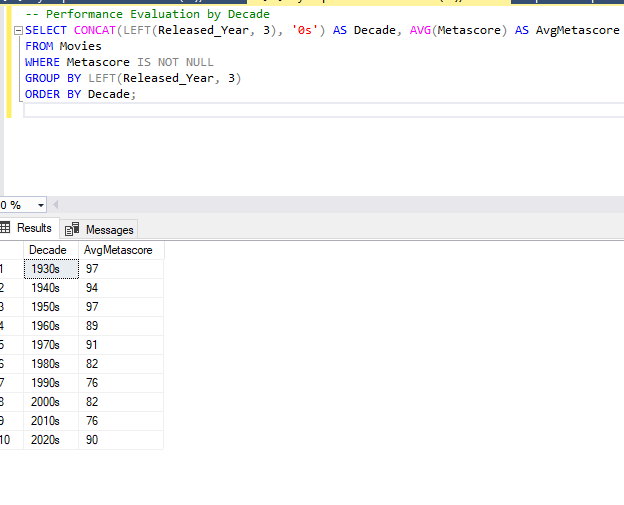 -- Performance Evaluation by Decade
SELECT CONCAT(LEFT(Released_Year, 3), '0s') AS Decade, AVG(Metascore) AS AvgMetascore
FROM Movies
WHERE Metascore IS NOT NULL
GROUP BY LEFT(Released_Year, 3)
ORDER BY Decade;
0 %
Results Messages
Decade AvgMetascore
1 1930s 97
2 1940s 94
3 1950s 97
4 1960s 89
5 1970s 91
6 1980s 82
7 1990s 76
8 2000s 82
9 2010s 76
10 2020s 90